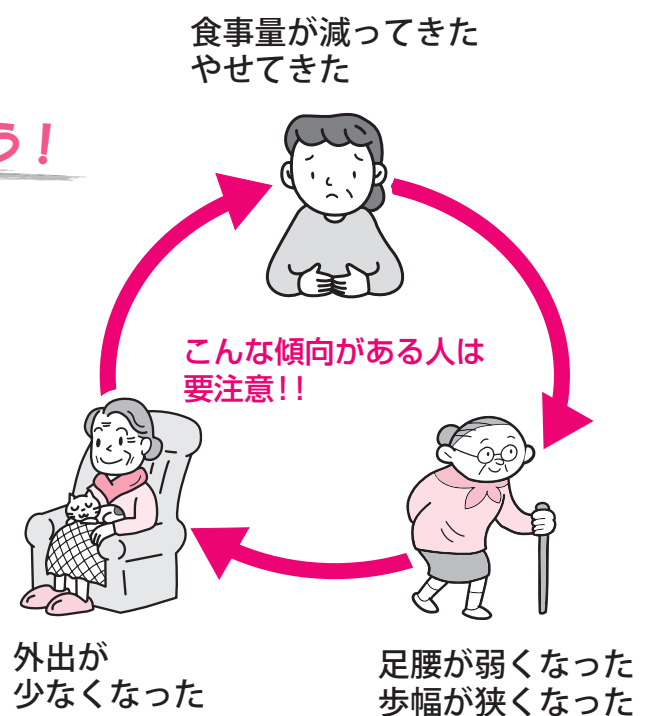 食事量が減ってきた
やせてきた
う!
こんな傾向がある人は
要注意!!
外出が
少なくなった
足腰が弱くなった
歩幅が狭くなった